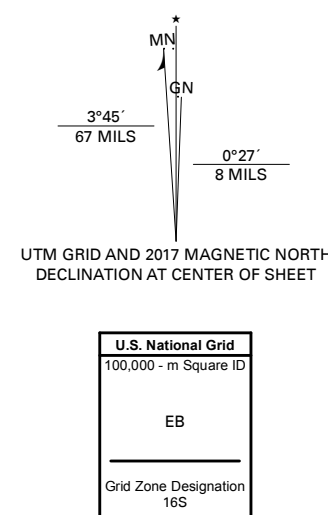 MN
GN
3°45´
67 MILS
0°27´
8 MILS
UTM GRID AND 2017 MAGNETIC NORTH
DECLINATION AT CENTER OF SHEET
U.S. National Grid
100,000 - m Square ID
EB
Grid Zone Designation
16S